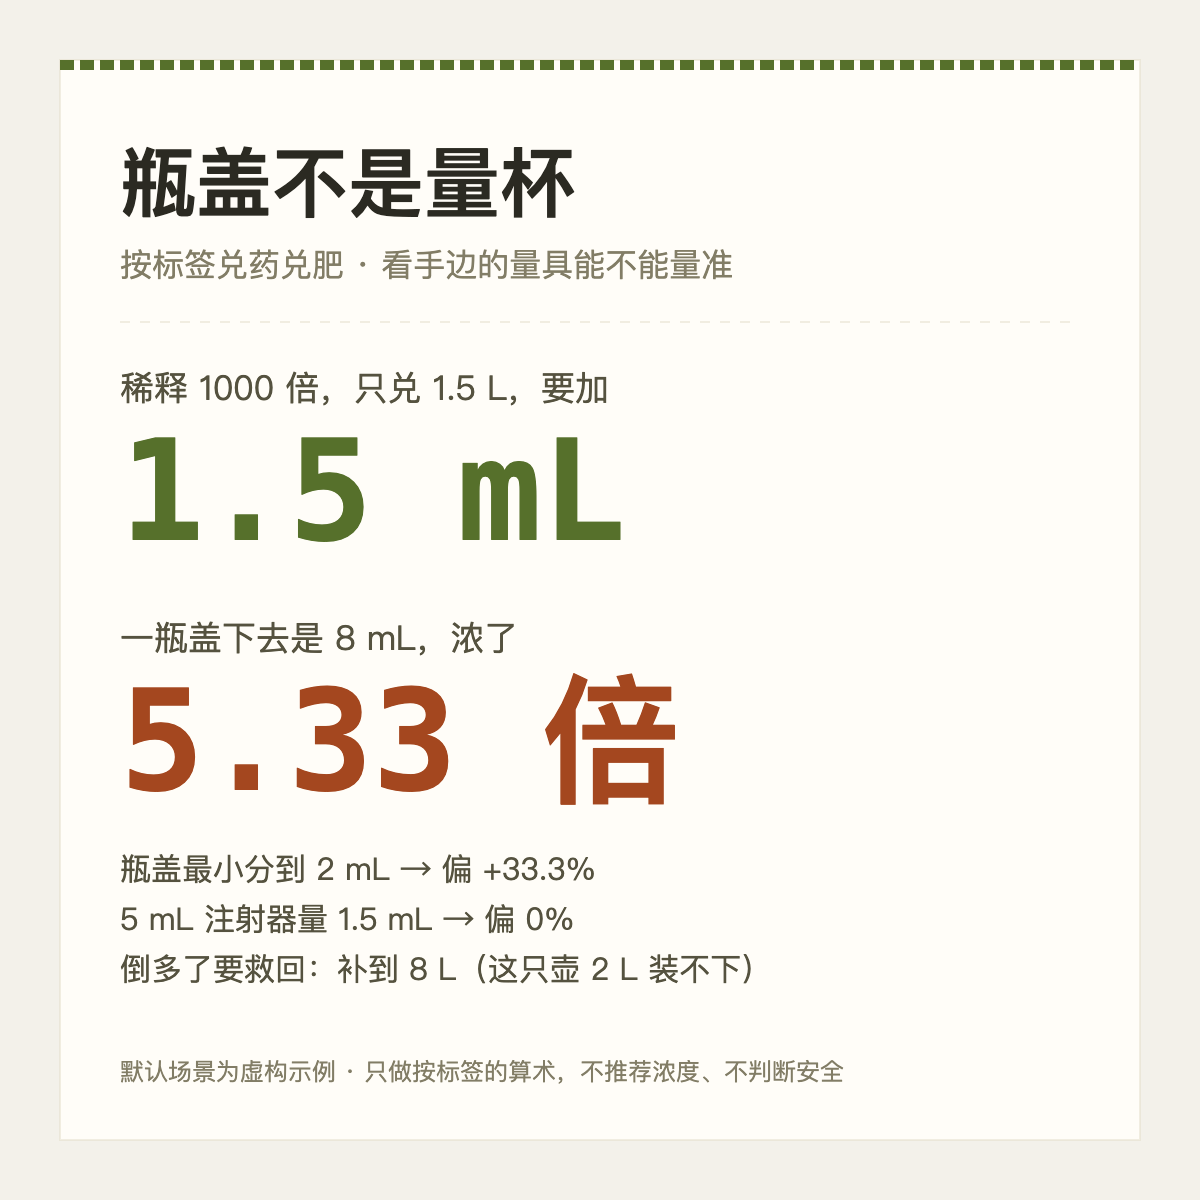 瓶盖不是量杯
按标签兑药兑肥 · 看手边的量具能不能量准
稀释 1000 倍，只兑 1.5 L，要加
1.5 mL
一瓶盖下去是 8 mL，浓了
5.33 倍
瓶盖最小分到 2 mL → 偏 +33.3%
5 mL 注射器量 1.5 mL → 偏 0%
倒多了要救回：补到 8 L（这只壶 2 L 装不下）
默认场景为虚构示例 · 只做按标签的算术，不推荐浓度、不判断安全